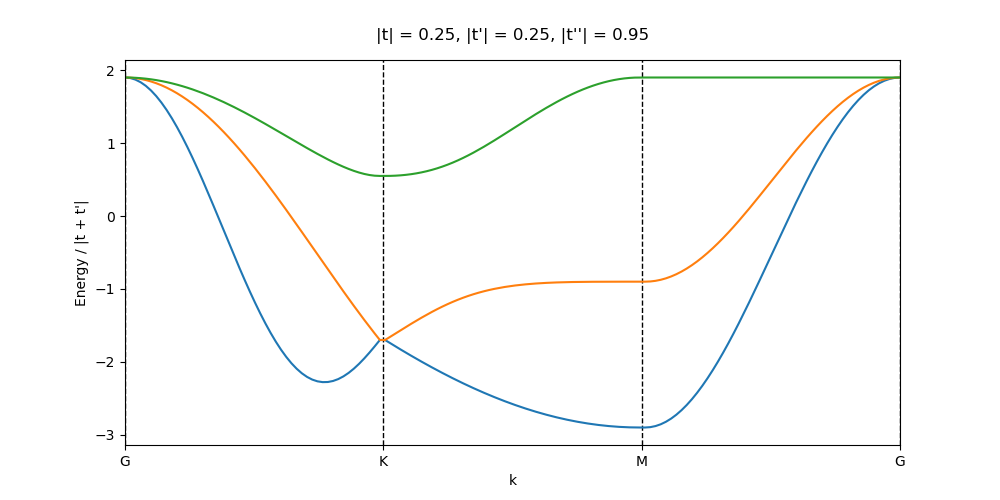 |t| = 0.25, |t'| = 0.25, |t''| = 0.95
2
1
0
−1
−2
−3
Energy / |t + t'|
G
K
M
G
k